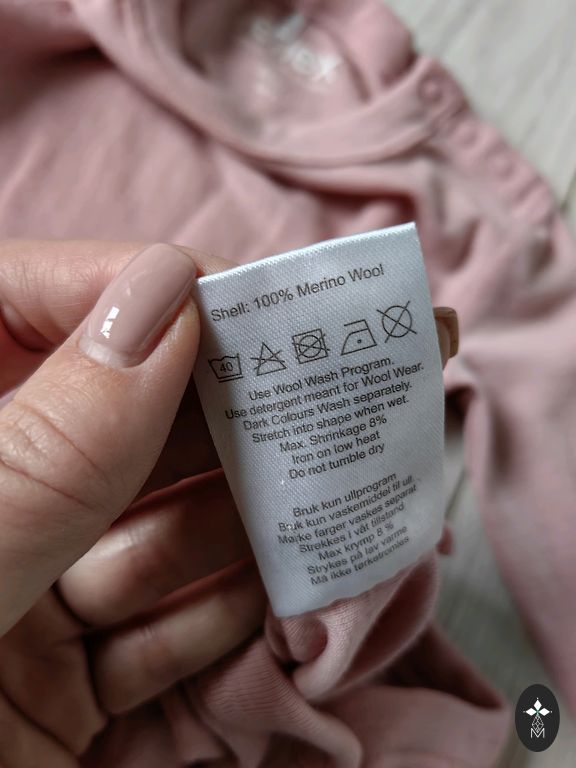 Shell: 100% Merino Wool
40
Use Wool Wash Program.
Use detergent meant for Wool Wear.
Dark Colours Wash separately.
Stretch into shape when wet.
Max. Shrinkage 8%
Iron on low heat
Do not tumble dry
Bruk kun ullprogram
Bruk kun vaskemiddel til ull
Mørke farger vaskes separat
Strekkes i våt tilstand
Max krymp 8 %
Strykes på lav varme
Må ikke tørketromles
M